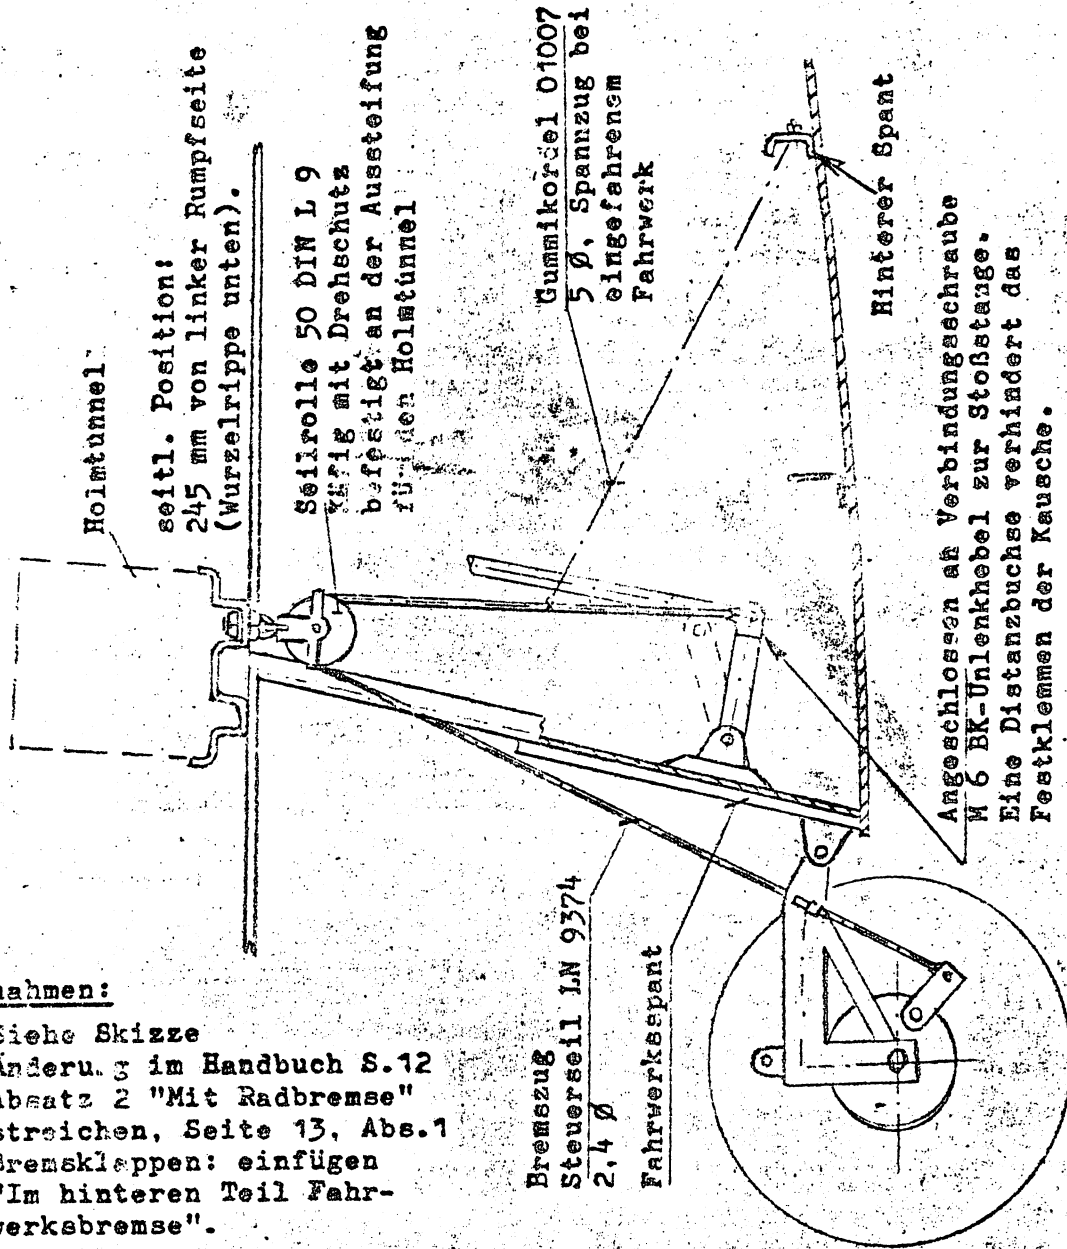 Holmtunnel
seitl. Position:
245 mm von linker Rumpfseite
(Wurzelrippe unten).
Seilrolle 50 DIN L 9
käfig mit Drehschutz
befestigt an der Aussteifung
für den Holmtunnel
Gummikordel 01007
5 Ø, Spannzug bei
eingefahrenem
Fahrwerk
Hinterer Spant
Angeschlossen an Verbindungsschraube
M 6 BK-Umlenkhebel zur Stoßstange.
Eine Distanzbuchse verhindert das
Festklemmen der Kausche.
Bremszug
Steuerseil LN 9374
2,4 Ø
Fahrwerksspant
nahmen:
Siehe Skizze
Änderung im Handbuch S.12
Absatz 2 "Mit Radbremse"
streichen, Seite 13, Abs.1
Bremsklappen: einfügen
"Im hinteren Teil Fahr-
werksbremse".